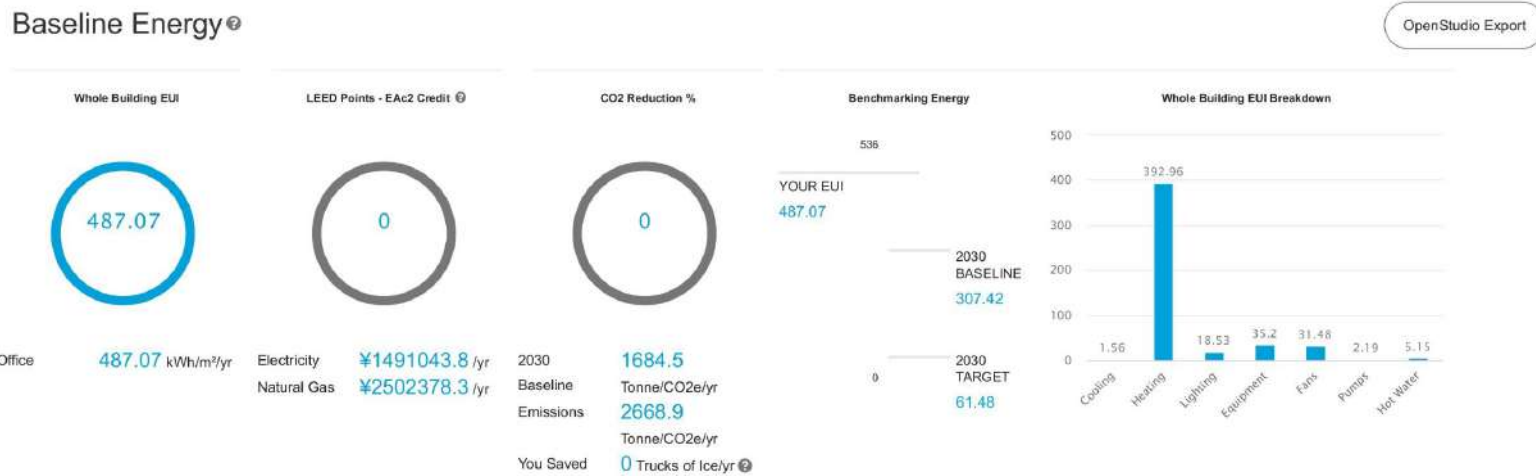 Baseline Energy
OpenStudio Export
Whole Building EUI
487.07
Office 487.07 kWh/m²/yr
LEED Points - EAc2 Credit
0
Electricity ¥1491043.8 /yr
Natural Gas ¥2502378.3 /yr
CO2 Reduction %
0
2030 1684.5
Baseline Tonne/CO2e/yr
Emissions 2668.9
Tonne/CO2e/yr
You Saved 0 Trucks of Ice/yr
Benchmarking Energy
536
YOUR EUI
487.07
2030
BASELINE
307.42
0
2030
TARGET
61.48
Whole Building EUI Breakdown
500
400
300
200
100
0
1.56
392.96
18.53
35.2
31.48
2.19
5.15
Cooling
Heating
Lighting
Equipment
Fans
Pumps
Hot Water